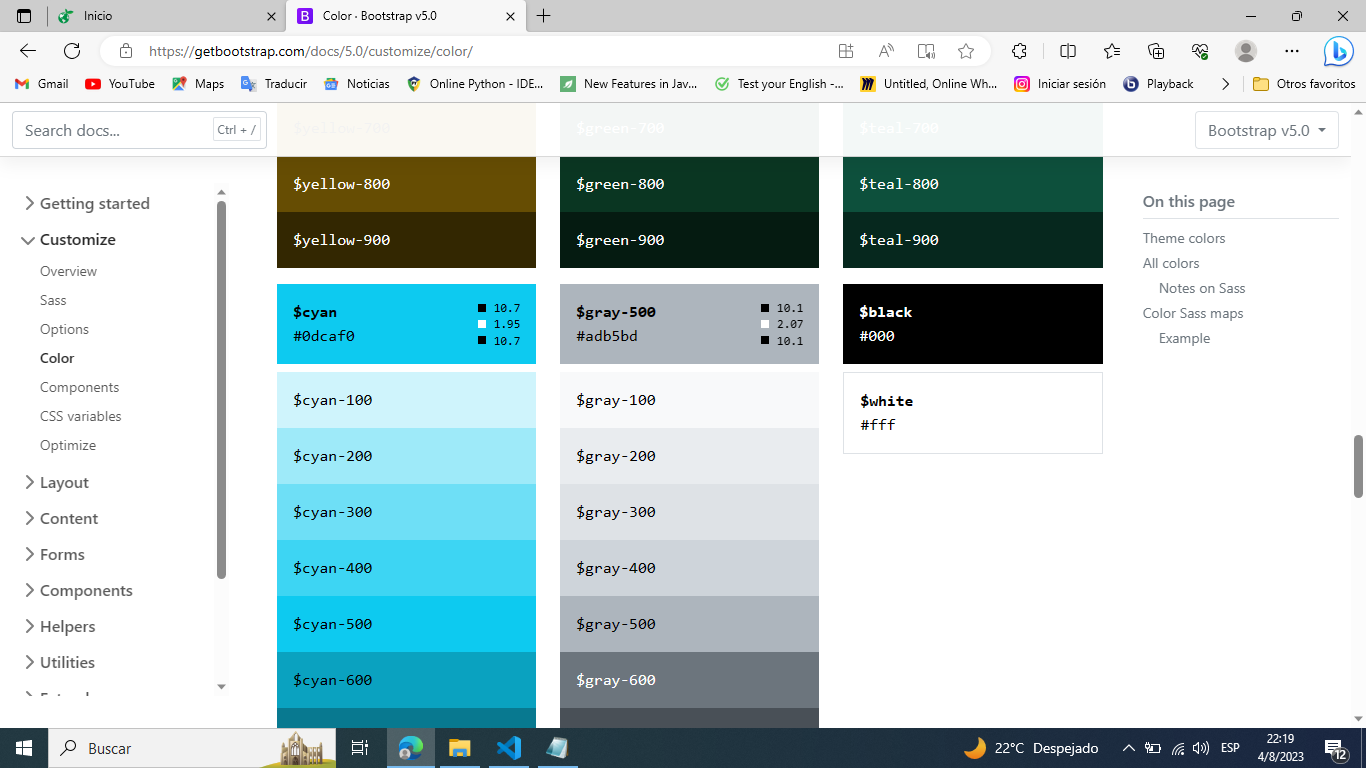 Inicio
Color · Bootstrap v5.0
https://getbootstrap.com/docs/5.0/customize/color/
Gmail
YouTube
Maps
Traducir
Noticias
Online Python - IDE...
New Features in Jav...
Test your English -...
Untitled, Online Wh...
Iniciar sesión
Playback
Otros favoritos
Search docs...
Ctrl + /
Bootstrap v5.0
Getting started
Customize
Overview
Sass
Options
Color
Components
CSS variables
Optimize
Layout
Content
Forms
Components
Helpers
Utilities
$yellow-700
$yellow-800
$yellow-900
$green-700
$green-800
$green-900
$teal-700
$teal-800
$teal-900
$cyan
#0dcaf0
10.7
1.95
10.7
$cyan-100
$cyan-200
$cyan-300
$cyan-400
$cyan-500
$cyan-600
$gray-500
#adb5bd
10.1
2.07
10.1
$gray-100
$gray-200
$gray-300
$gray-400
$gray-500
$gray-600
$black
#000
$white
#fff
On this page
Theme colors
All colors
Notes on Sass
Color Sass maps
Example
Buscar
22°C Despejado
ESP
22:19
4/8/2023
12